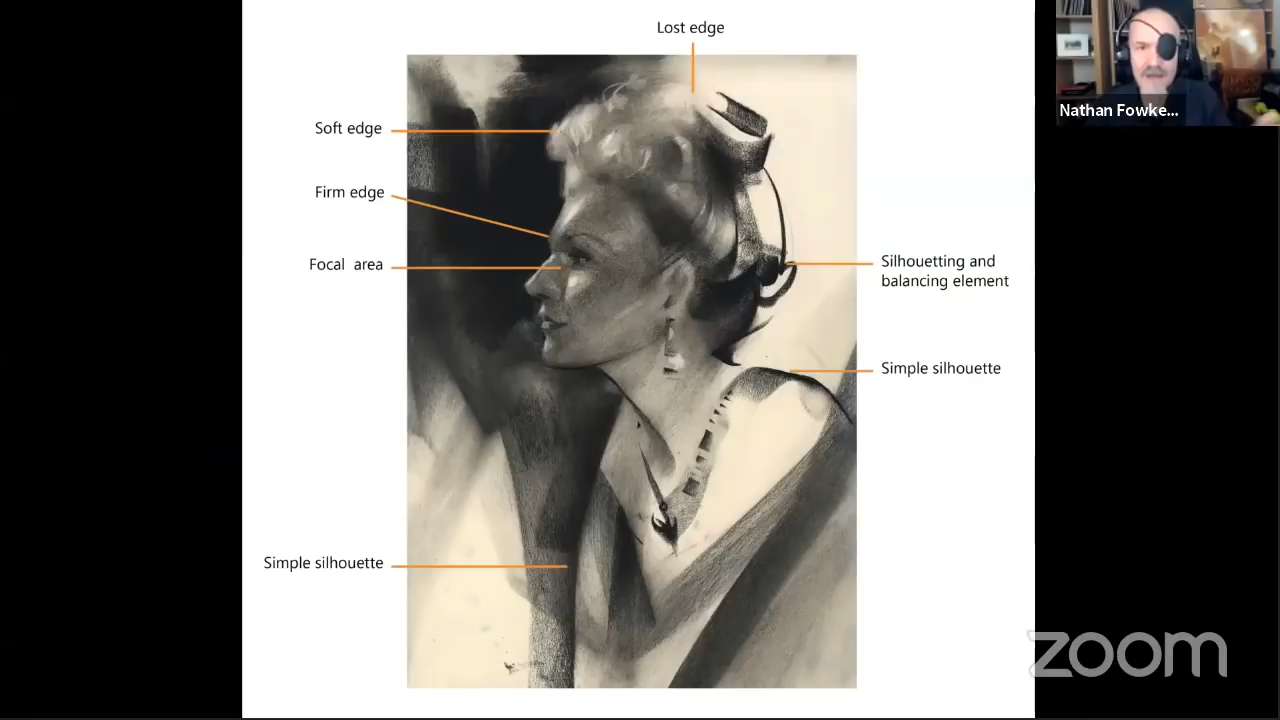 Lost edge
Soft edge
Firm edge
Focal area
Silhouetting and
balancing element
Simple silhouette
Simple silhouette
Nathan Fowke...
zoom